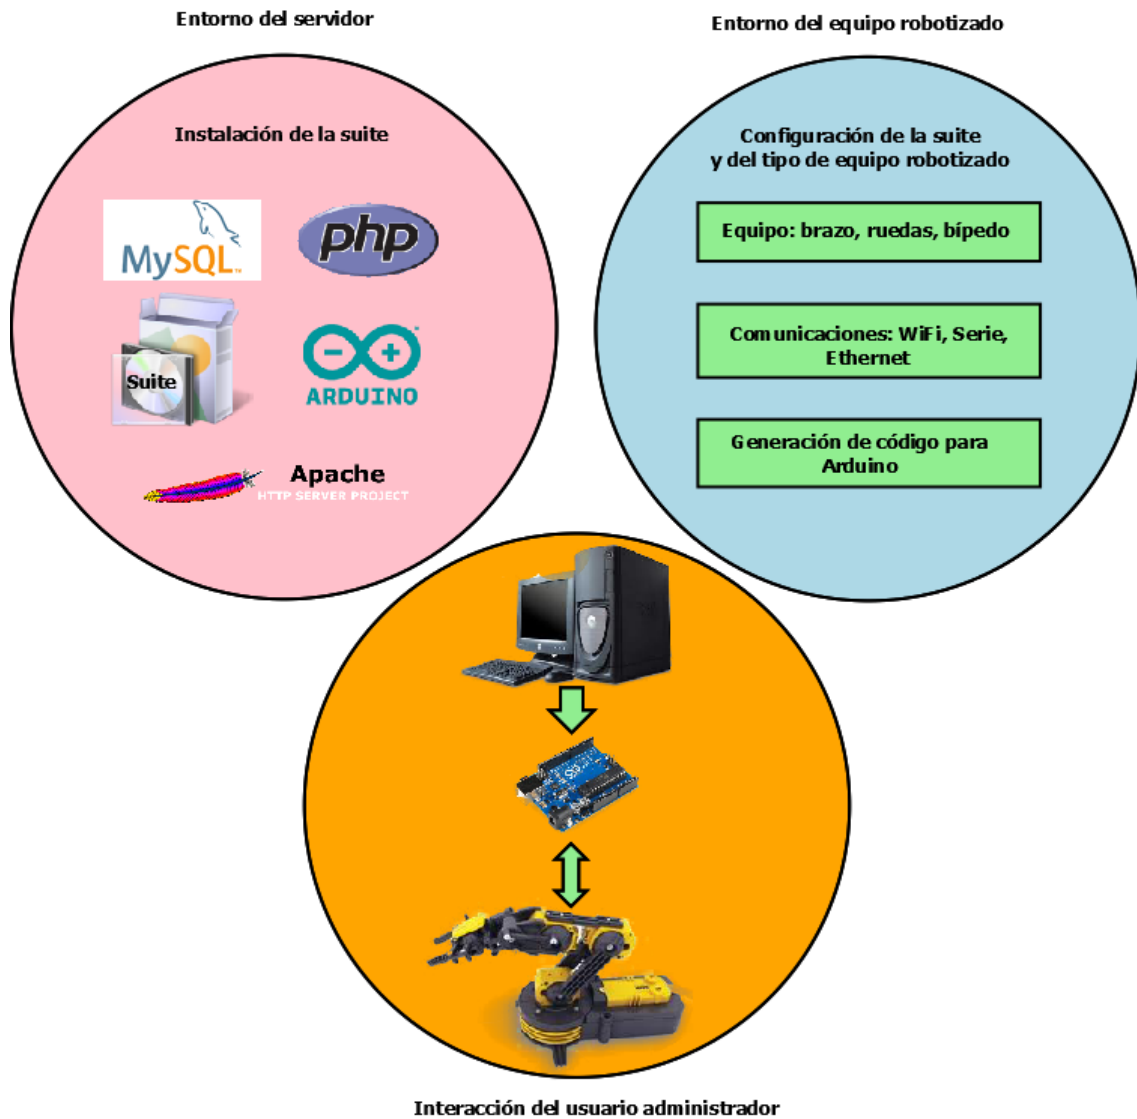 Entorno del servidor
Entorno del equipo robotizado
Instalación de la suite
MySQL
php
Suite
ARDUINO
Apache
HTTP SERVER PROJECT
Configuración de la suite
y del tipo de equipo robotizado
Equipo: brazo, ruedas, bípedo
Comunicaciones: WiFi, Serie,
Ethernet
Generación de código para
Arduino
Interacción del usuario administrador